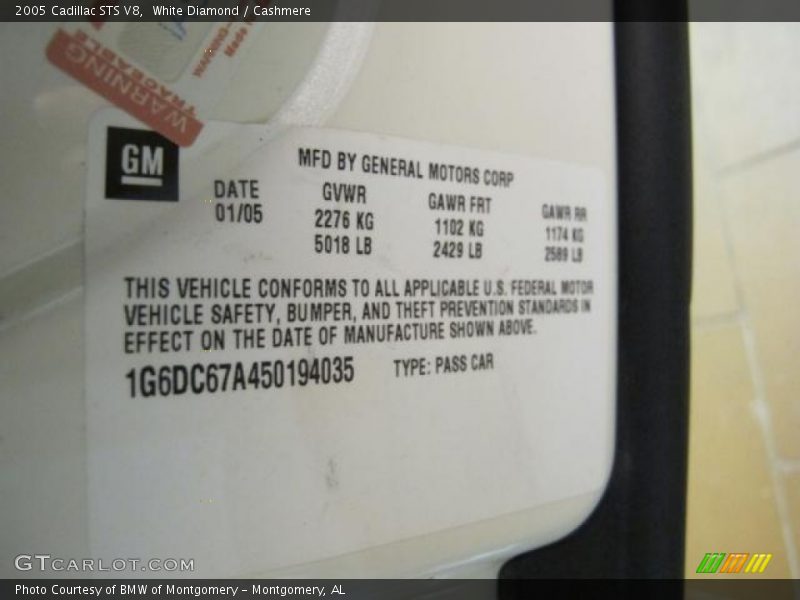 2005 Cadillac STS V8,  White Diamond / Cashmere
WARNING
TRACEABLE
WARNING
Made
GM
MFD BY GENERAL MOTORS CORP
DATE GVWR GAWR FRT GAWR RR
01/05 2276 KG 1102 KG 1174 KG
5018 LB 2429 LB 2589 LB
THIS VEHICLE CONFORMS TO ALL APPLICABLE U.S. FEDERAL MOTOR
VEHICLE SAFETY, BUMPER, AND THEFT PREVENTION STANDARDS IN
EFFECT ON THE DATE OF MANUFACTURE SHOWN ABOVE.
1G6DC67A450194035 TYPE: PASS CAR
GTCARLOT.COM
Photo Courtesy of BMW of Montgomery – Montgomery, AL